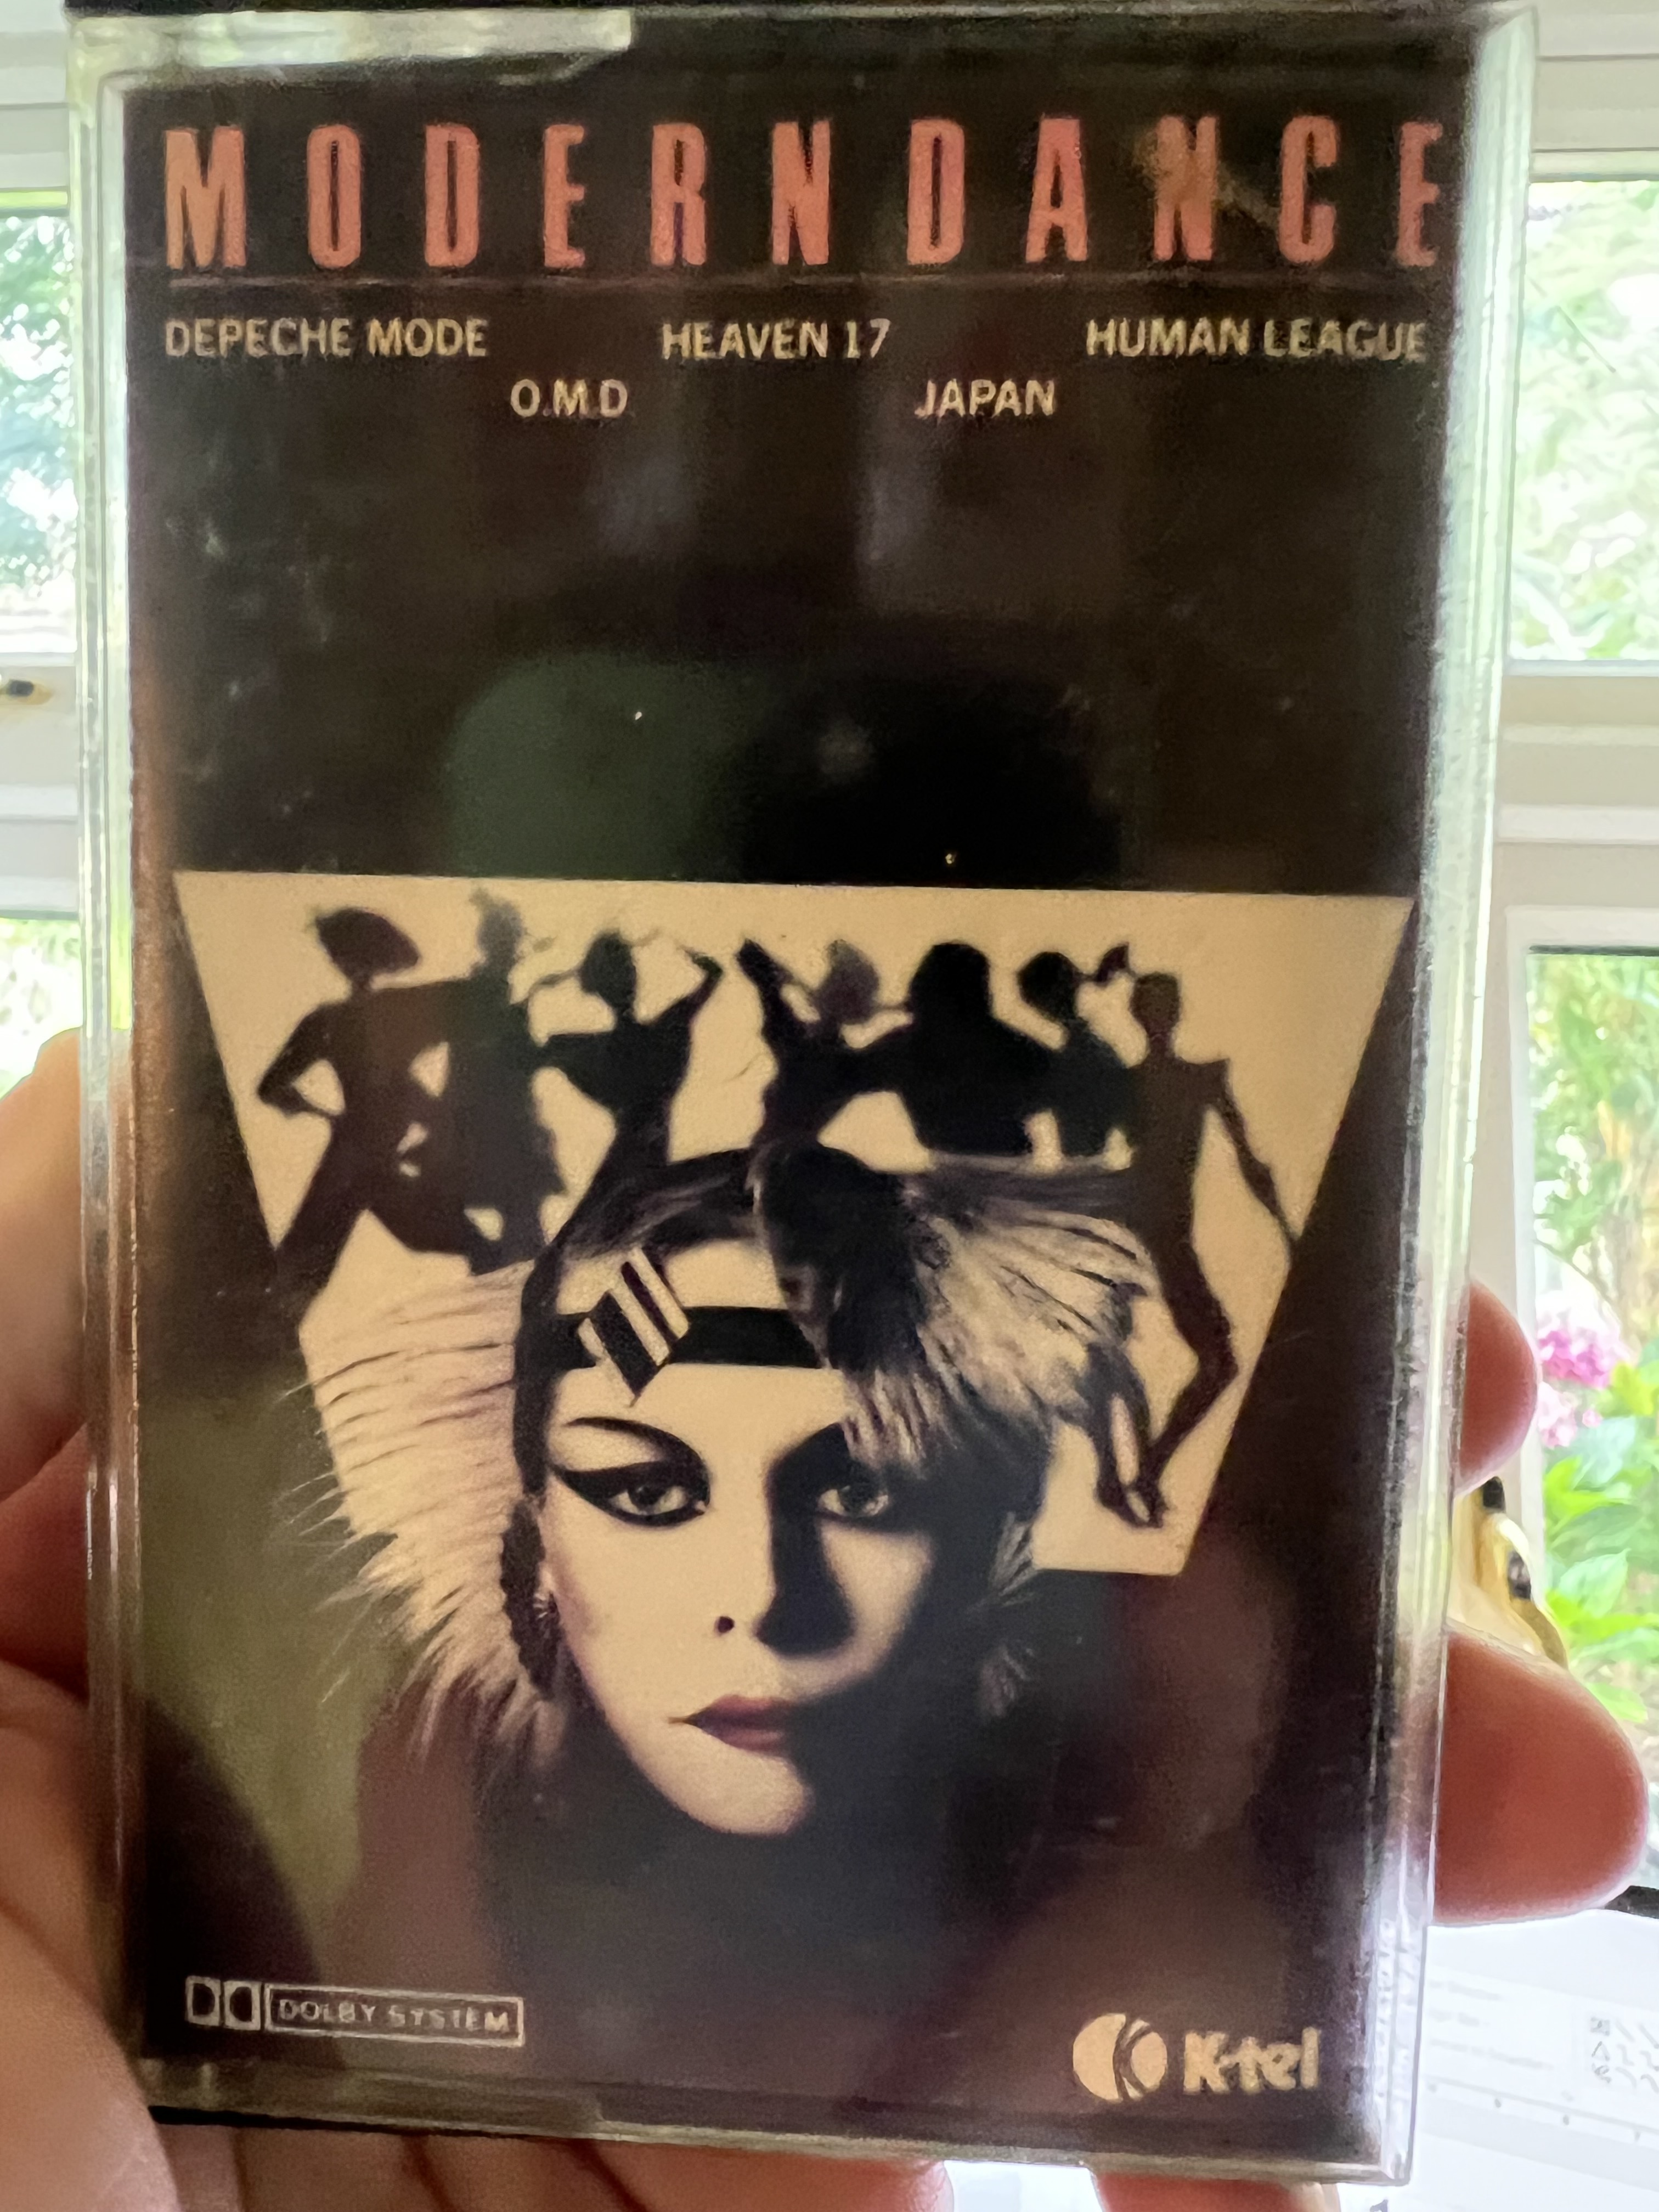 MODERN DANCE
DEPECHE MODE HEAVEN 17 HUMAN LEAGUE
O.M.D JAPAN
DOLBY SYSTEM
K-tel